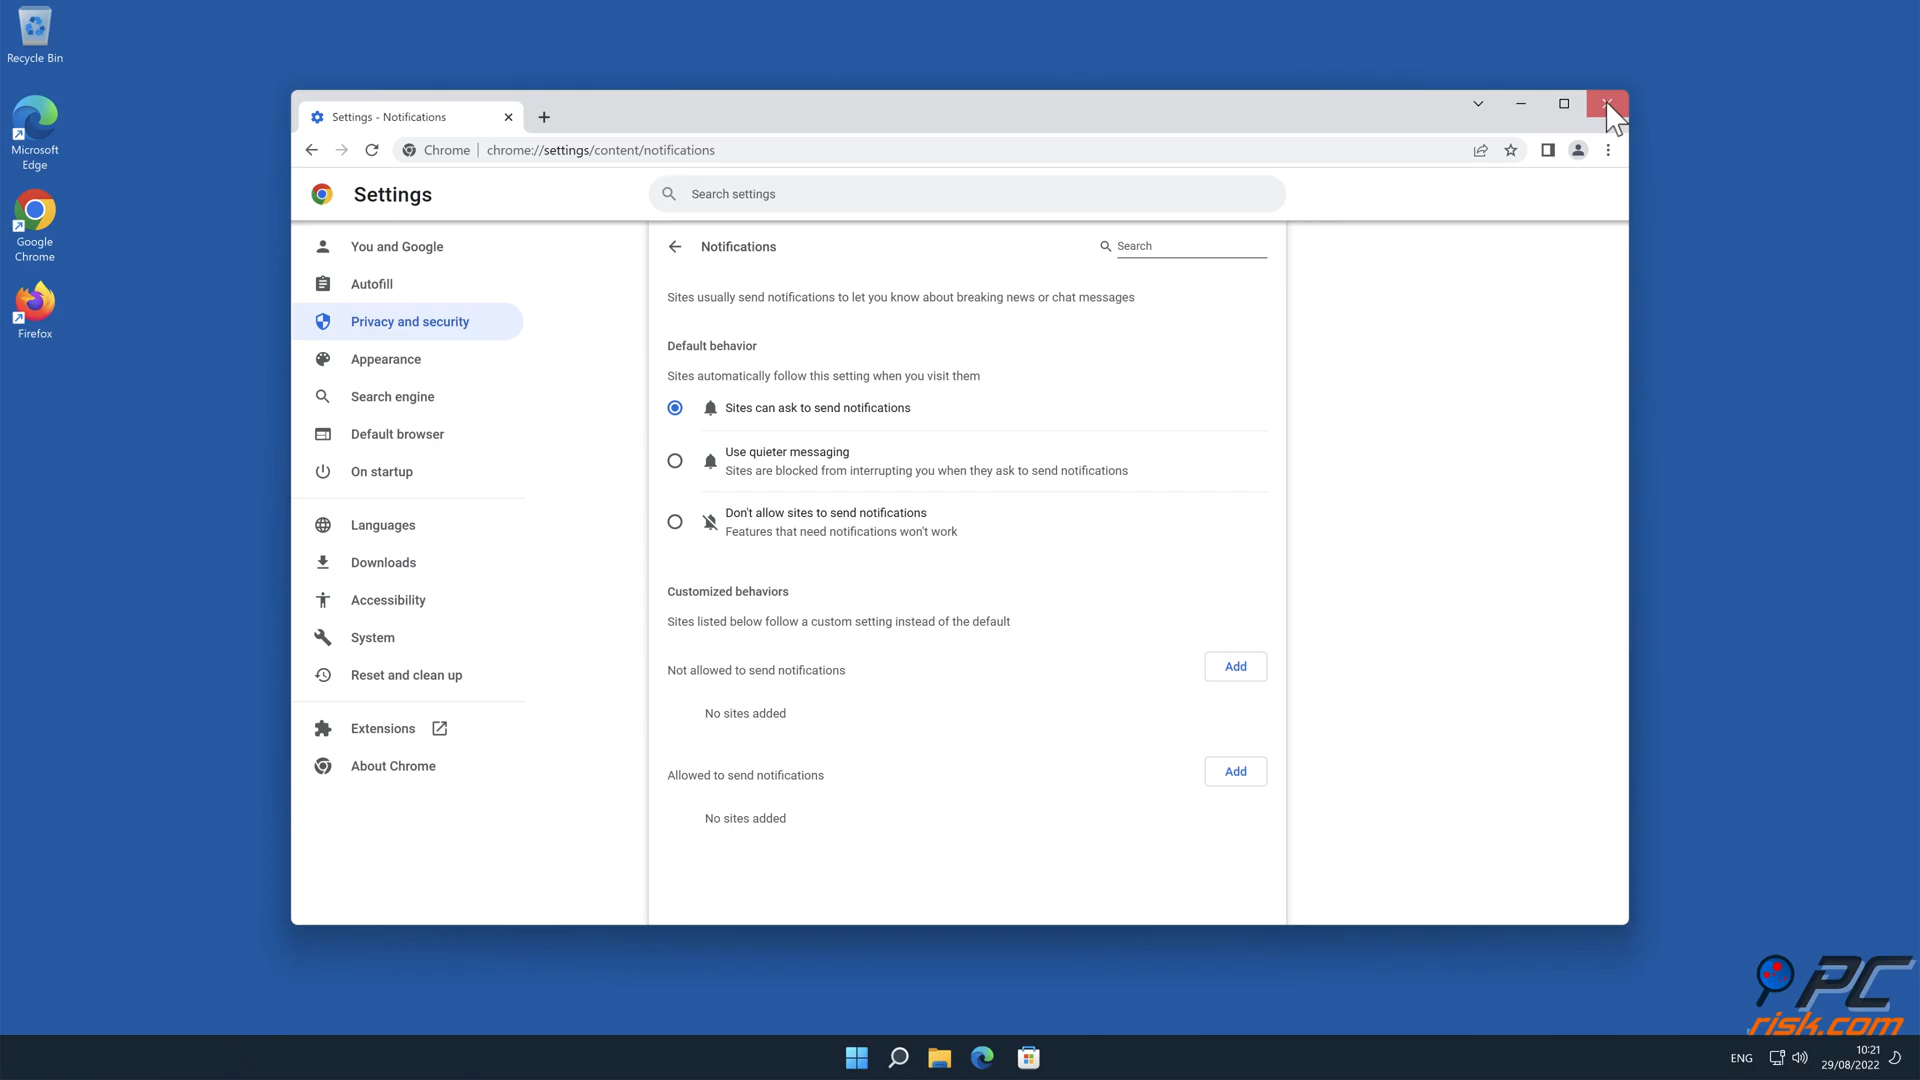 Recycle Bin
Microsoft
Edge
Google
Chrome
Firefox
Settings - Notifications
Chrome
chrome://settings/content/notifications
Settings
Search settings
You and Google
Autofill
Privacy and security
Appearance
Search engine
Default browser
On startup
Languages
Downloads
Accessibility
System
Reset and clean up
Extensions
About Chrome
Notifications
Search
Sites usually send notifications to let you know about breaking news or chat messages
Default behavior
Sites automatically follow this setting when you visit them
Sites can ask to send notifications
Use quieter messaging
Sites are blocked from interrupting you when they ask to send notifications
Don't allow sites to send notifications
Features that need notifications won't work
Customized behaviors
Sites listed below follow a custom setting instead of the default
Not allowed to send notifications
Add
No sites added
Allowed to send notifications
Add
No sites added
PC
risk.com
ENG
10:21
29/08/2022